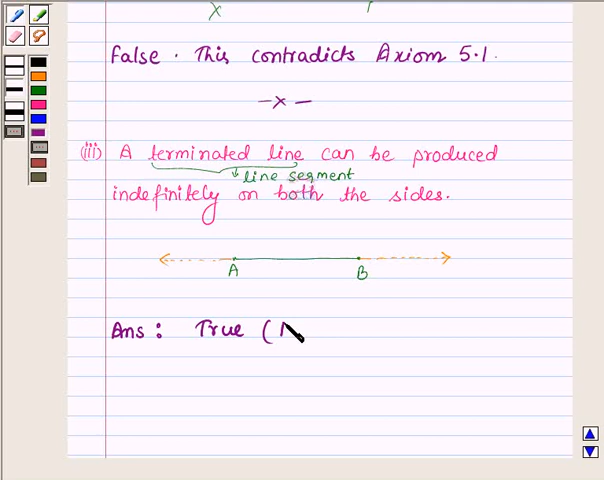 False. This contradicts Axiom 5.1.
-x-
(iii) A terminated line can be produced
line segment
indefinitely on both the sides.
A B
Ans: True (